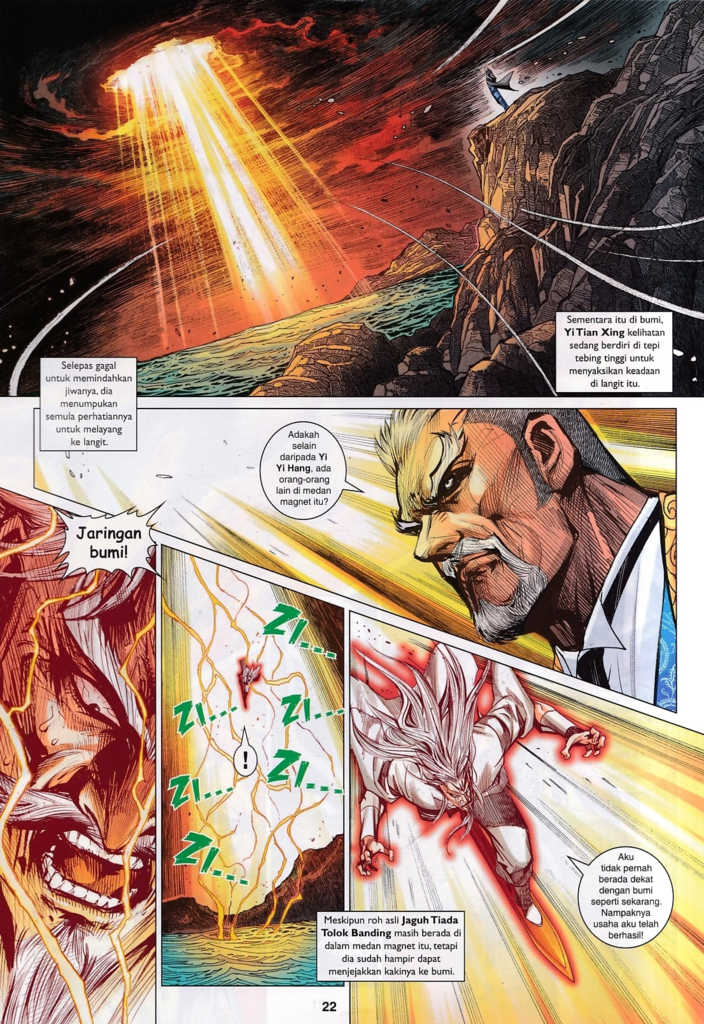 Sementara itu di bumi,
Yi Tian Xing kelihatan
sedang berdiri di tepi
tebing tinggi untuk
menyaksikan keadaan
di langit itu.
Selepas gagal
untuk memindahkan
jiwanya, dia
menumpukan
semula perhatiannya
untuk melayang
ke langit.
Adakah
selain
daripada Yi
Yi Hang, ada
orang-orang
lain di medan
magnet itu?
Jaringan
bumi!
ZI...
ZI...
ZI...
!
ZI...
ZI...
ZI...
Aku
tidak pernah
berada dekat
dengan bumi
seperti sekarang.
Nampaknya
usaha aku telah
berhasil!
Meskipun roh asli Jaguh Tiada
Tolok Banding masih berada di
dalam medan magnet itu, tetapi
dia sudah hampir dapat
menjejakkan kakinya ke bumi.
22